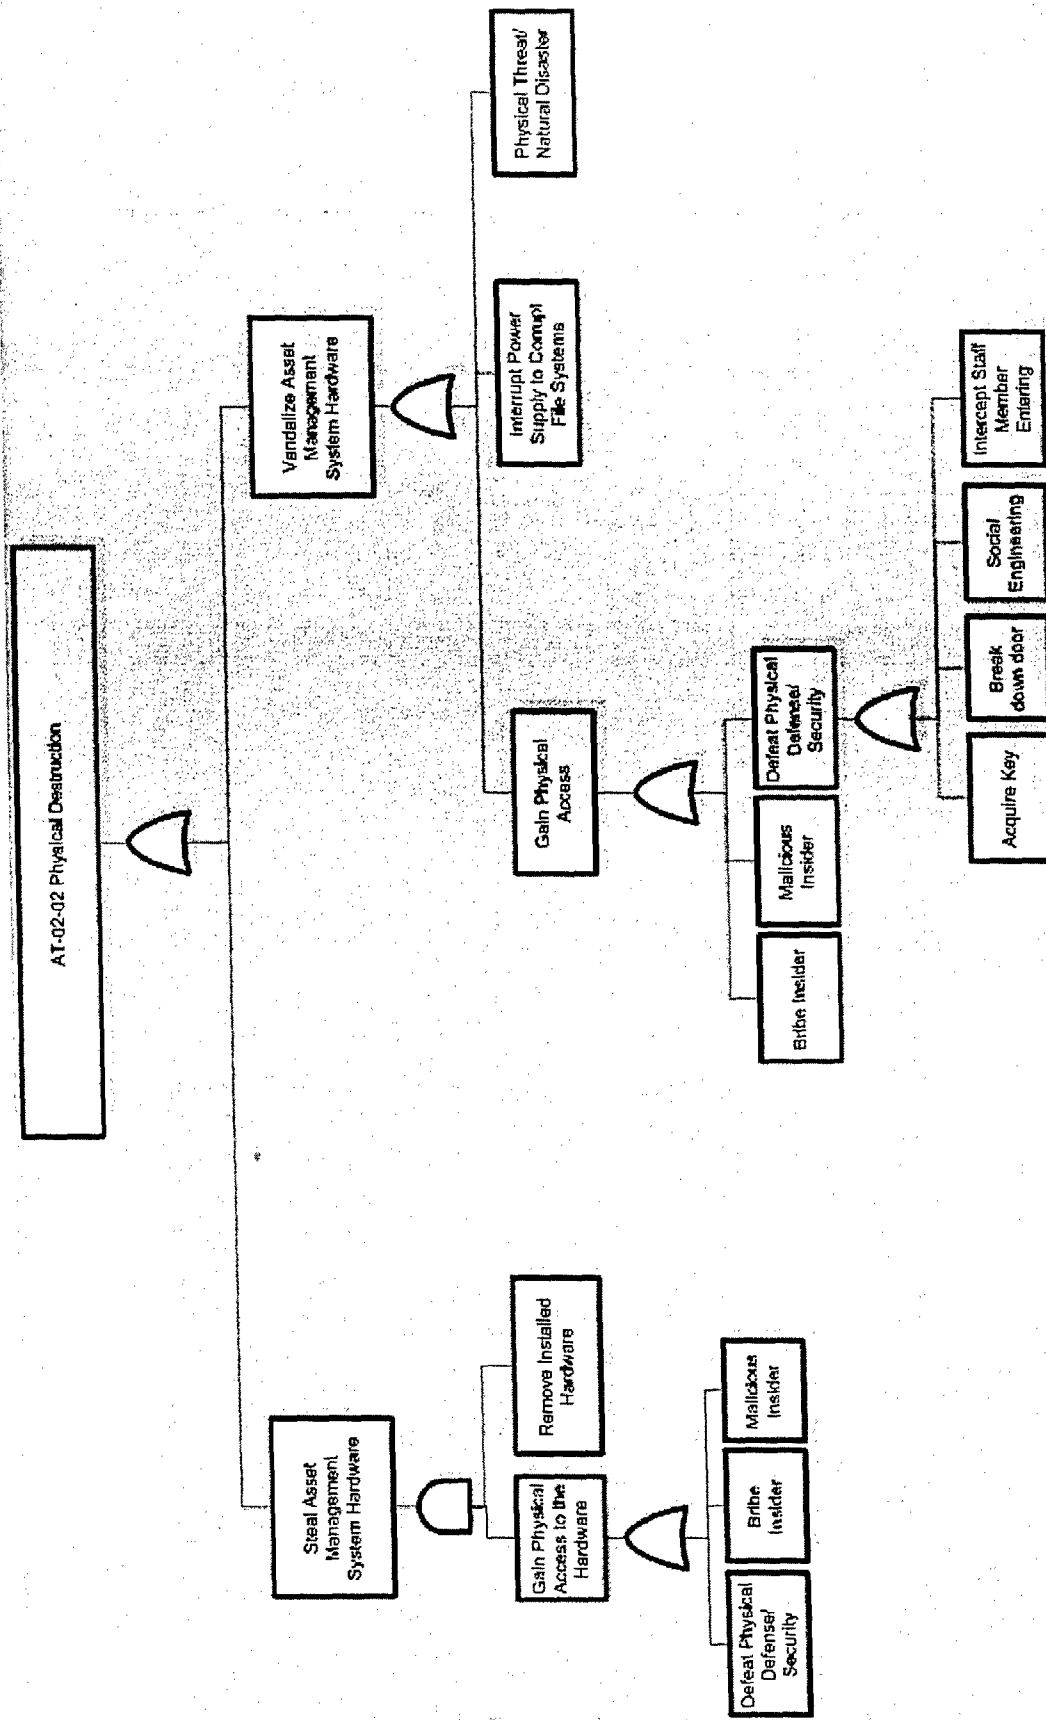 AT-02-02 Physical Destruction
Steal Asset
Management
System Hardware
Vandalize Asset
Management
System Hardware
Gain Physical
Access to the
Hardware
Remove Installed
Hardware
Gain Physical
Access
Interrupt Power
Supply to Corrupt
File Systems
Physical Threat/
Natural Disaster
Defeat Physical
Defense/
Security
Bribe
Insider
Malicious
Insider
Bribe Insider
Malicious
Insider
Defeat Physical
Defense/
Security
Acquire Key
Break
down door
Social
Engineering
Intercept Staff
Member
Entering